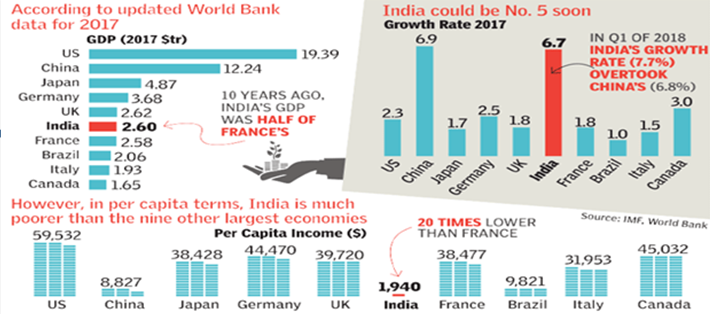 According to updated World Bank
data for 2017
GDP (2017 $tr)
US 19.39
China 12.24
Japan 4.87
Germany 3.68
UK 2.62
India 2.60
France 2.58
Brazil 2.06
Italy 1.93
Canada 1.65
10 YEARS AGO,
INDIA'S GDP
WAS HALF OF
FRANCE'S
India could be No. 5 soon
Growth Rate 2017
2.3 6.9 1.7 2.5 1.8 6.7 1.8 1.0 1.5 3.0
US China Japan Germany UK India France Brazil Italy Canada
IN Q1 OF 2018
INDIA'S GROWTH
RATE (7.7%)
OVERTOOK
CHINA'S (6.8%)
Source: IMF, World Bank
However, in per capita terms, India is much
poorer than the nine other largest economies
Per Capita Income ($)
20 TIMES LOWER
THAN FRANCE
59,532 8,827 38,428 44,470 39,720 1,940 38,477 9,821 31,953 45,032
US China Japan Germany UK India France Brazil Italy Canada